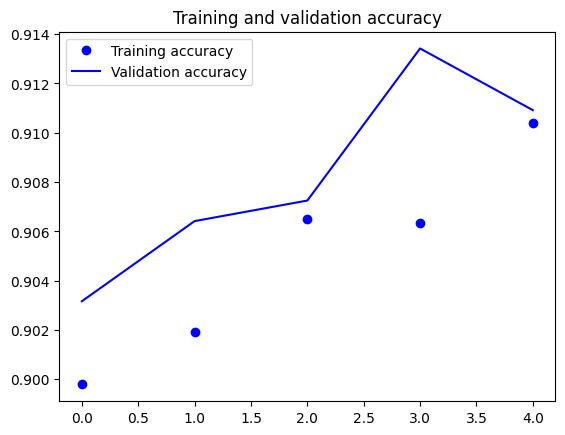 Training and validation accuracy
Training accuracy
Validation accuracy
0.914
0.912
0.910
0.908
0.906
0.904
0.902
0.900
0.0 0.5 1.0 1.5 2.0 2.5 3.0 3.5 4.0